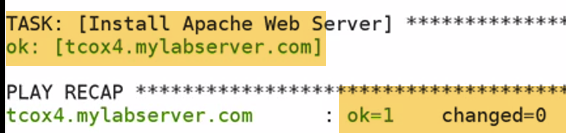 TASK: [Install Apache Web Server] **************
ok: [tcox4.mylabserver.com]
PLAY RECAP *************************************
tcox4.mylabserver.com : ok=1 changed=0